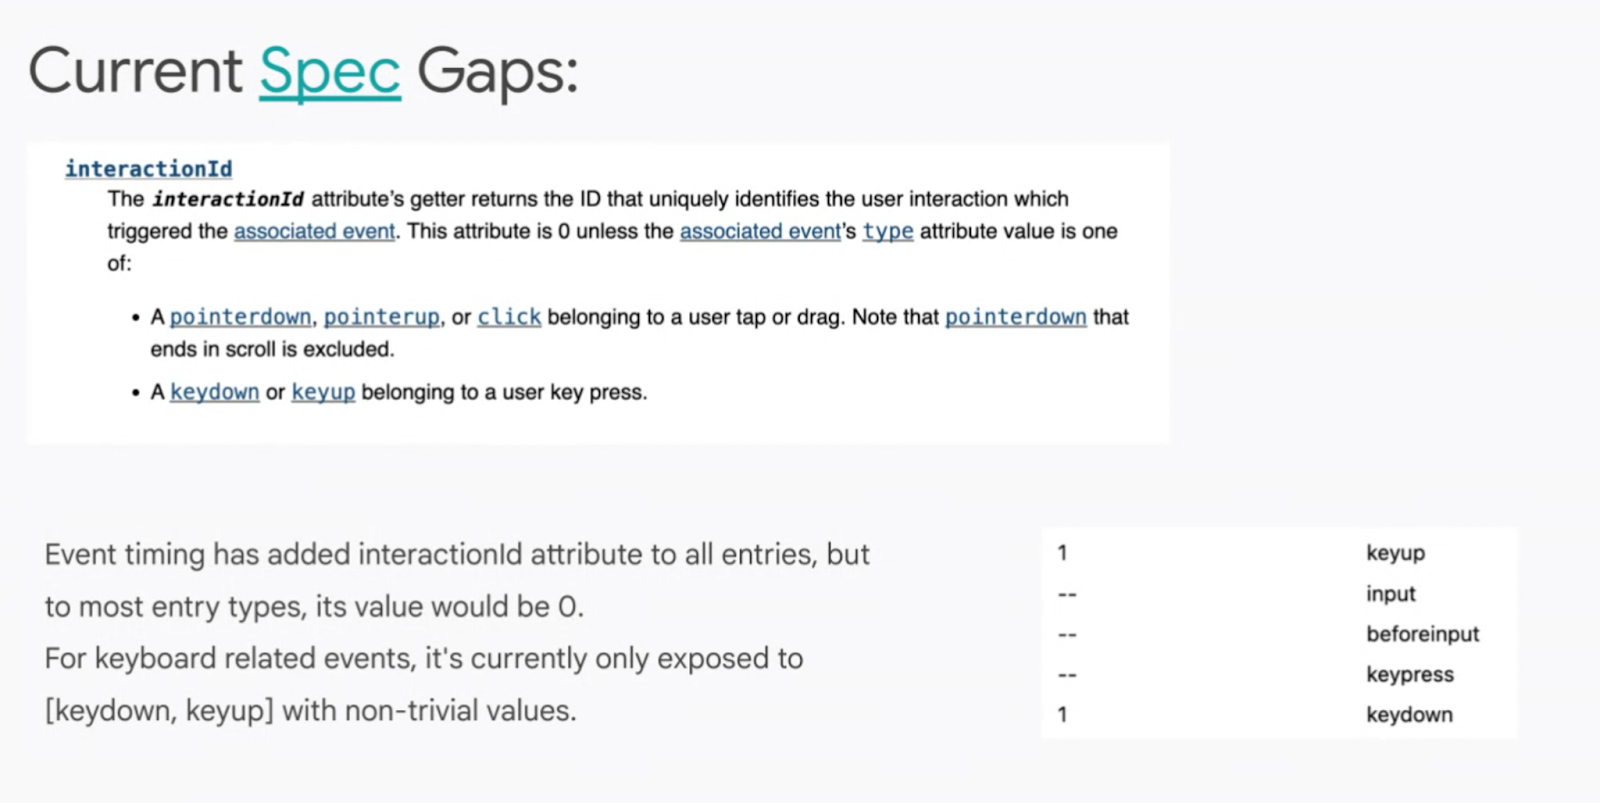 Current Spec Gaps:
interactionId
The interactionId attribute's getter returns the ID that uniquely identifies the user interaction which
triggered the associated event. This attribute is 0 unless the associated event's type attribute value is one
of:
• A pointerdown, pointerup, or click belonging to a user tap or drag. Note that pointerdown that
ends in scroll is excluded.
• A keydown or keyup belonging to a user key press.
Event timing has added interactionId attribute to all entries, but
to most entry types, its value would be 0.
For keyboard related events, it's currently only exposed to
[keydown, keyup] with non-trivial values.
1 keyup
-- input
-- beforeinput
-- keypress
1 keydown